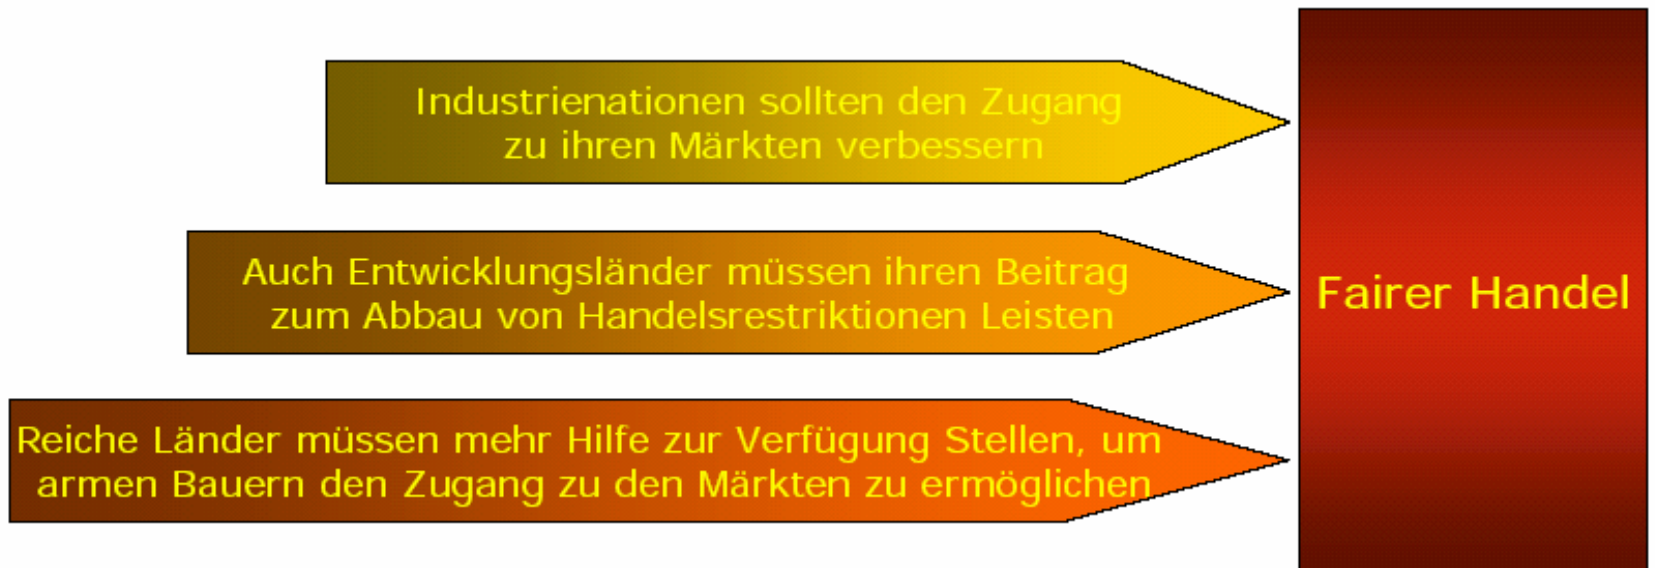 Industrienationen sollten den Zugang
zu ihren Märkten verbessern
Auch Entwicklungsländer müssen ihren Beitrag
zum Abbau von Handelsrestriktionen Leisten
Reiche Länder müssen mehr Hilfe zur Verfügung Stellen, um
armen Bauern den Zugang zu den Märkten zu ermöglichen
Fairer Handel